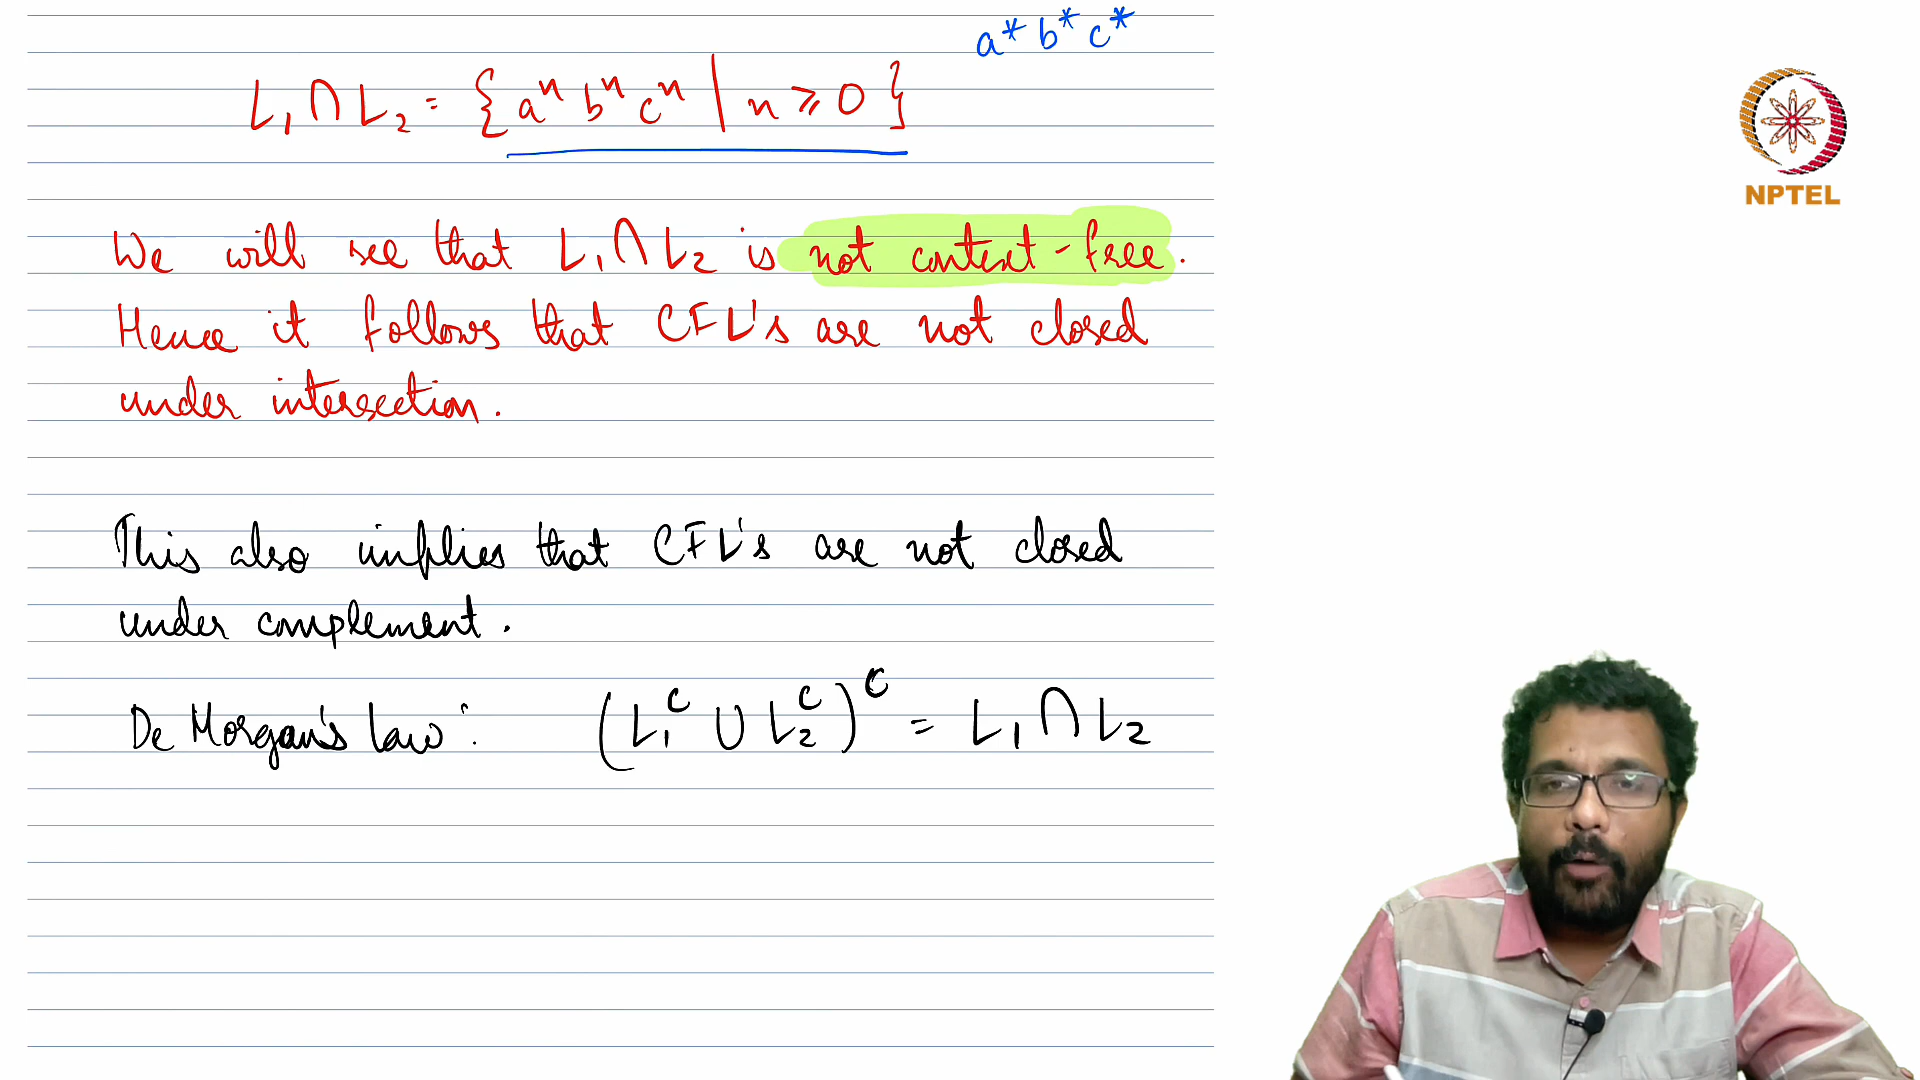 a* b* c*
L₁ ∩ L₂ = { aⁿ bⁿ cⁿ | n ⩾ 0 }
NPTEL
We will see that L₁ ∩ L₂ is not context-free.
Hence it follows that CFL's are not closed
under intersection.
This also implies that CFL's are not closed
under complement.
De Morgan's law: (L₁ᶜ ∪ L₂ᶜ)ᶜ = L₁ ∩ L₂